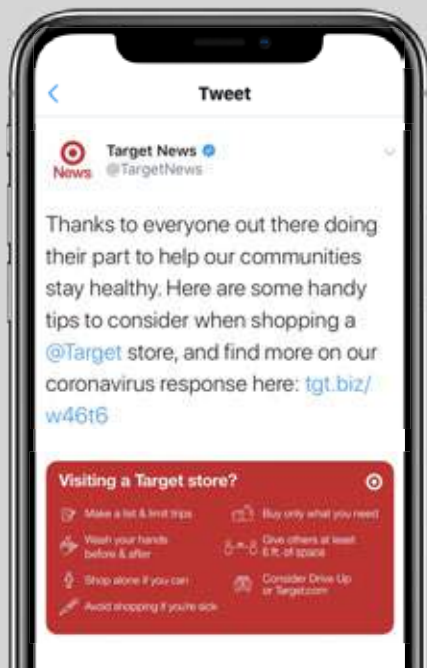 Tweet
News
Target News
@TargetNews
Thanks to everyone out there doing
their part to help our communities
stay healthy. Here are some handy
tips to consider when shopping a
@Target store, and find more on our
coronavirus response here: tgt.biz/
w46t6
Visiting a Target store?
Make a list & limit trips
Wash your hands
before & after
Shop alone if you can
Avoid shopping if you're sick
Buy only what you need
Give others at least
6 ft. of space
Consider Drive Up
or Target.com